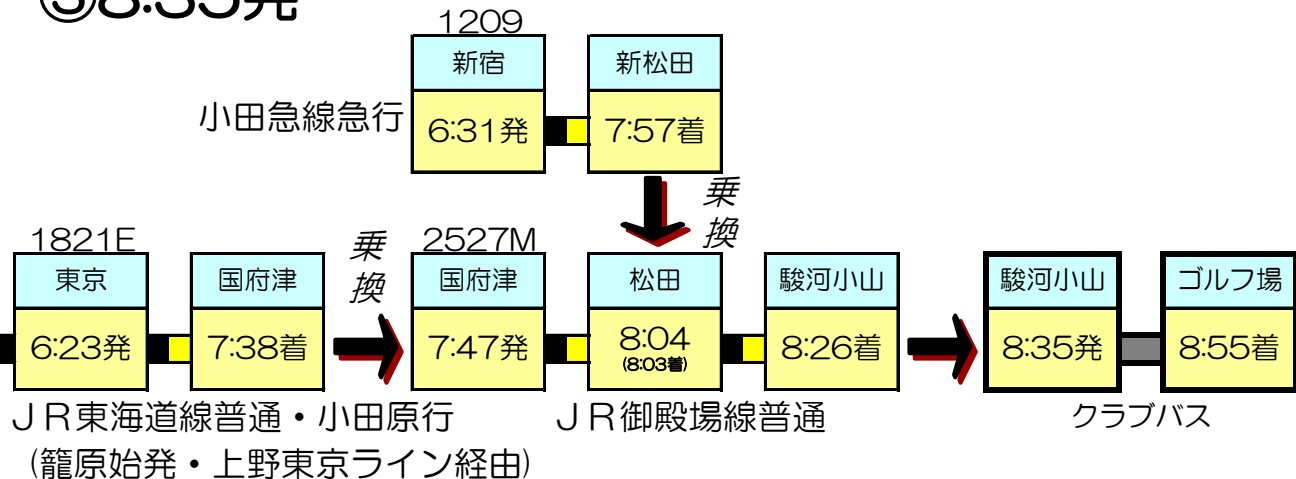 ⑤8:35発
1209
新宿
新松田
小田急線急行
6:31発
7:57着
乗換
1821E
東京
国府津
6:23発
7:38着
乗換
2527M
国府津
松田
駿河小山
7:47発
8:04
(8:03着)
8:26着
駿河小山
ゴルフ場
8:35発
8:55着
JR東海道線普通・小田原行
(籠原始発・上野東京ライン経由)
JR御殿場線普通
クラブバス